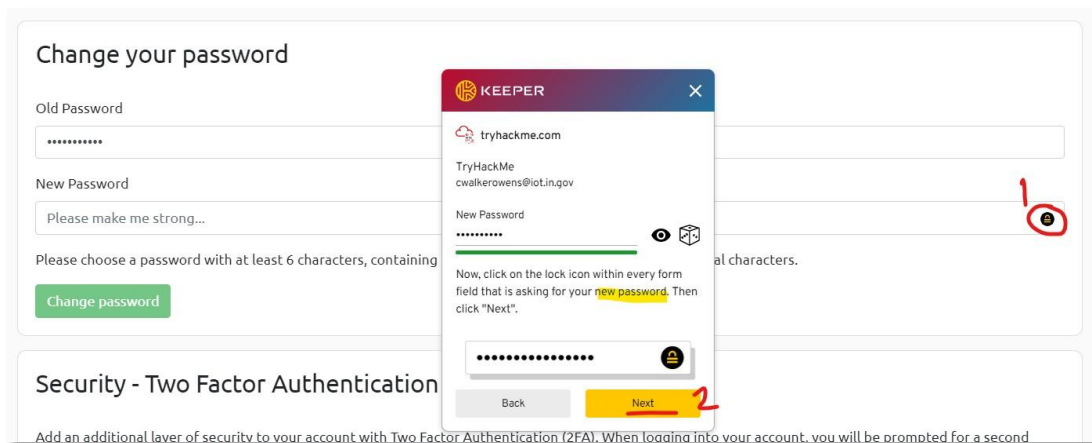 Change your password
KEEPER
Old Password
tryhackme.com
•••••••••••
TryHackMe
cwalkerowens@iot.in.gov
New Password
1
New Password
Please make me strong...
••••••••••
Please choose a password with at least 6 characters, containing
al characters.
Now, click on the lock icon within every form
field that is asking for your new password. Then
click "Next".
Change password
••••••••••••••••
Security - Two Factor Authentication
Back
Next
2
Add an additional layer of security to your account with Two Factor Authentication (2FA). When logging into your account, you will be prompted for a second